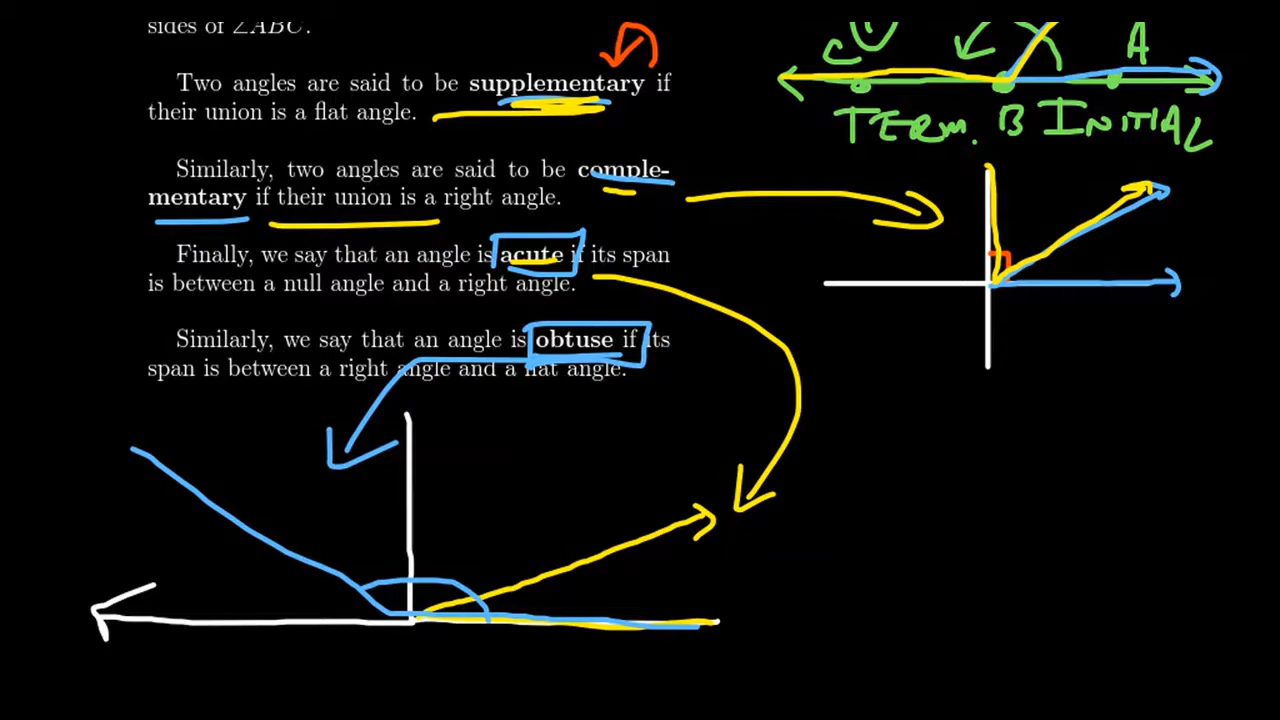 sides of ∠ABC.
Two angles are said to be supplementary if
their union is a flat angle.
Similarly, two angles are said to be comple-
mentary if their union is a right angle.
Finally, we say that an angle is acute if its span
is between a null angle and a right angle.
Similarly, we say that an angle is obtuse if its
span is between a right angle and a flat angle.
A
TERM. B INITIAL